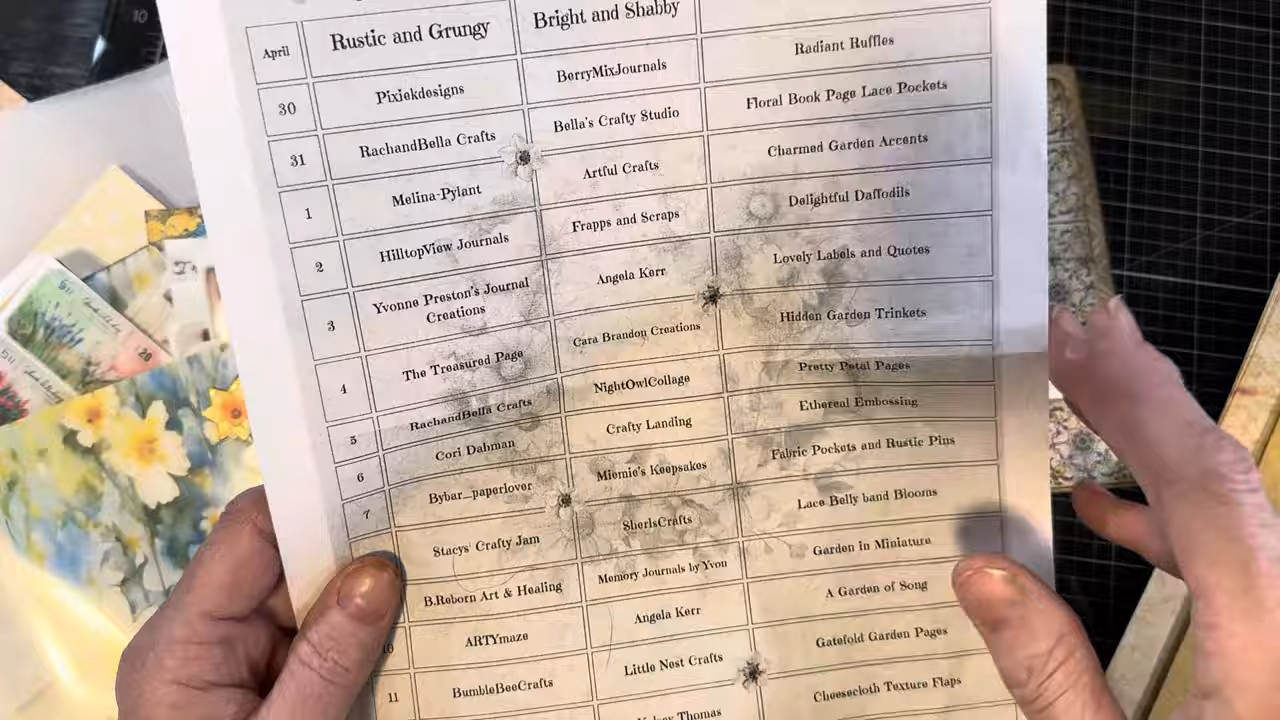 10
April Rustic and Grungy Bright and Shabby
30 Pixiekdesigns BerryMixJournals Radiant Ruffles
31 RachandBella Crafts Bella's Crafty Studio Floral Book Page Lace Pockets
1 Melina-Pylant Artful Crafts Charmed Garden Accents
2 HilltopView Journals Frapps and Scraps Delightful Daffodils
3 Yvonne Preston's Journal Creations Angela Kerr Lovely Labels and Quotes
4 The Treasured Page Cara Brandon Creations Hidden Garden Trinkets
5 RachandBella Crafts NightOwlCollage Pretty Petal Pages
6 Cori Dahman Crafty Landing Ethereal Embossing
7 Bybar_paperlover Miomie's Keepsakes Fabric Pockets and Rustic Pins
Stacys' Crafty Jam SherlsCrafts Lace Belly band Blooms
B.Reborn Art & Healing Memory Journals by Yvon Garden in Miniature
10 ARTYmaze Angela Kerr A Garden of Song
11 BumbleBeeCrafts Little Nest Crafts Gatefold Garden Pages
Thomas Cheesecloth Texture Flaps